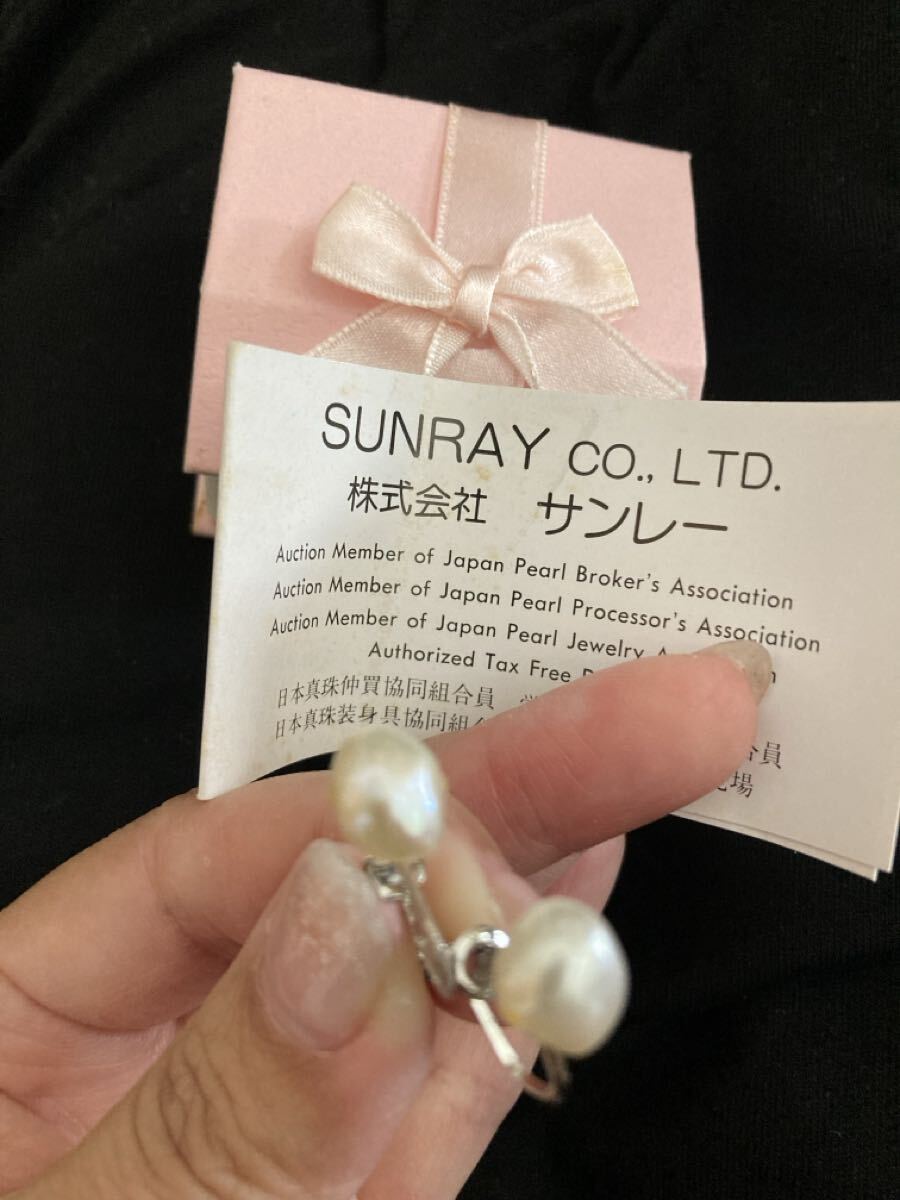 SUNRAY CO., LTD.
株式会社 サンレー
Auction Member of Japan Pearl Broker's Association
Auction Member of Japan Pearl Processor's Association
Auction Member of Japan Pearl Jewelry
Authorized Tax Free
日本真珠仲買協同組合員
日本真珠装身具協同組合員